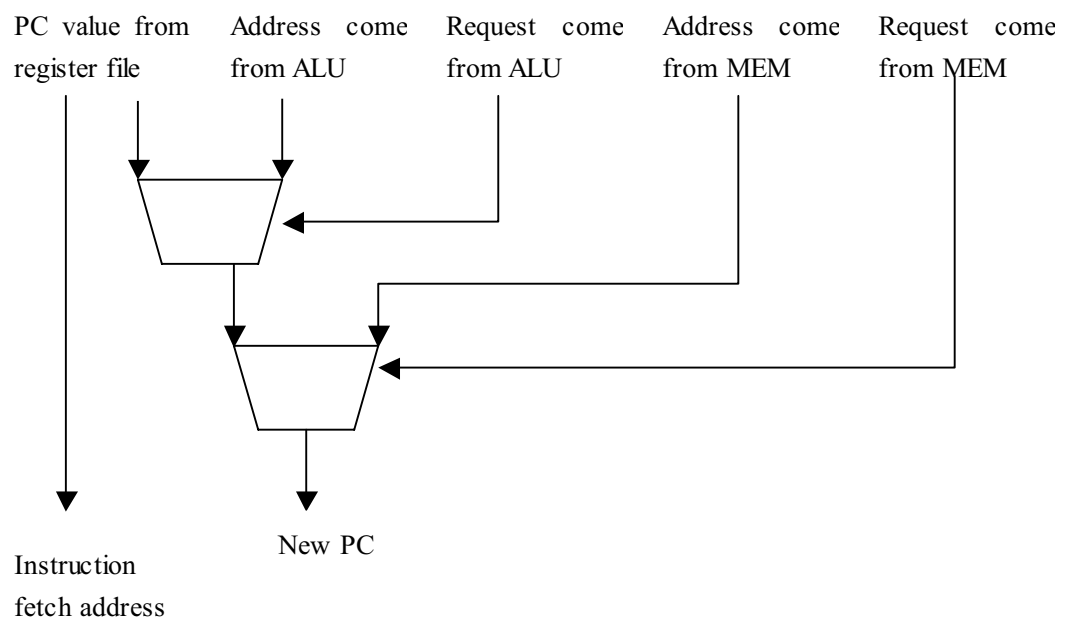 PC value from
register file
Address come
from ALU
Request come
from ALU
Address come
from MEM
Request come
from MEM
New PC
Instruction
fetch address